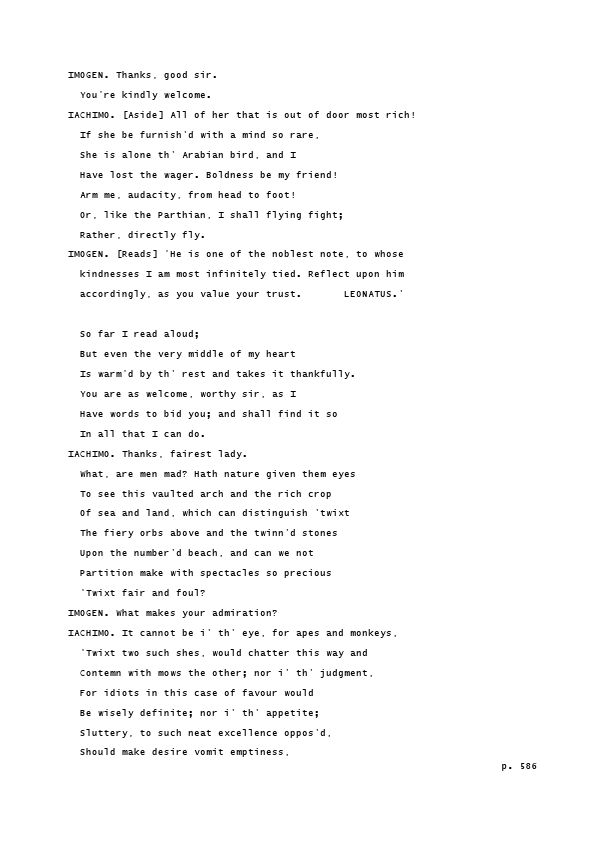 IMOGEN. Thanks, good sir.
You're kindly welcome.
IACHIMO. [Aside] All of her that is out of door most rich!
If she be furnish'd with a mind so rare,
She is alone th' Arabian bird, and I
Have lost the wager. Boldness be my friend!
Arm me, audacity, from head to foot!
Or, like the Parthian, I shall flying fight;
Rather, directly fly.
IMOGEN. [Reads] 'He is one of the noblest note, to whose
kindnesses I am most infinitely tied. Reflect upon him
accordingly, as you value your trust. LEONATUS.'
So far I read aloud;
But even the very middle of my heart
Is warm'd by th' rest and takes it thankfully.
You are as welcome, worthy sir, as I
Have words to bid you; and shall find it so
In all that I can do.
IACHIMO. Thanks, fairest lady.
What, are men mad? Hath nature given them eyes
To see this vaulted arch and the rich crop
Of sea and land, which can distinguish 'twixt
The fiery orbs above and the twinn'd stones
Upon the number'd beach, and can we not
Partition make with spectacles so precious
'Twixt fair and foul?
IMOGEN. What makes your admiration?
IACHIMO. It cannot be i' th' eye, for apes and monkeys,
'Twixt two such shes, would chatter this way and
Contemn with mows the other; nor i' th' judgment,
For idiots in this case of favour would
Be wisely definite; nor i' th' appetite;
Sluttery, to such neat excellence oppos'd,
Should make desire vomit emptiness,
p. 586